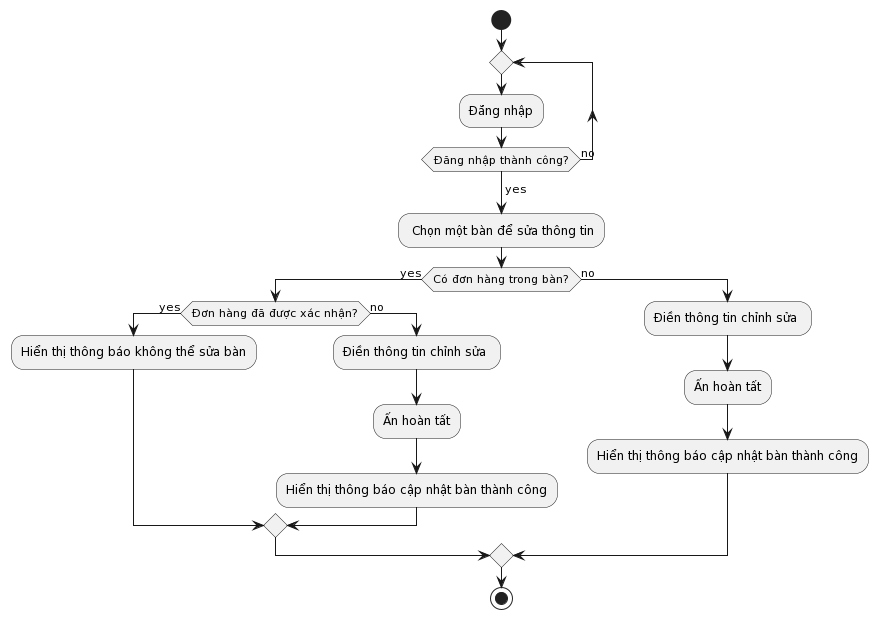 Đăng nhập
Đăng nhập thành công?
no
yes
Chọn một bàn để sửa thông tin
yes
Có đơn hàng trong bàn?
no
yes
Đơn hàng đã được xác nhận?
no
Điền thông tin chỉnh sửa
Hiển thị thông báo không thể sửa bàn
Điền thông tin chỉnh sửa
Ấn hoàn tất
Ấn hoàn tất
Hiển thị thông báo cập nhật bàn thành công
Hiển thị thông báo cập nhật bàn thành công